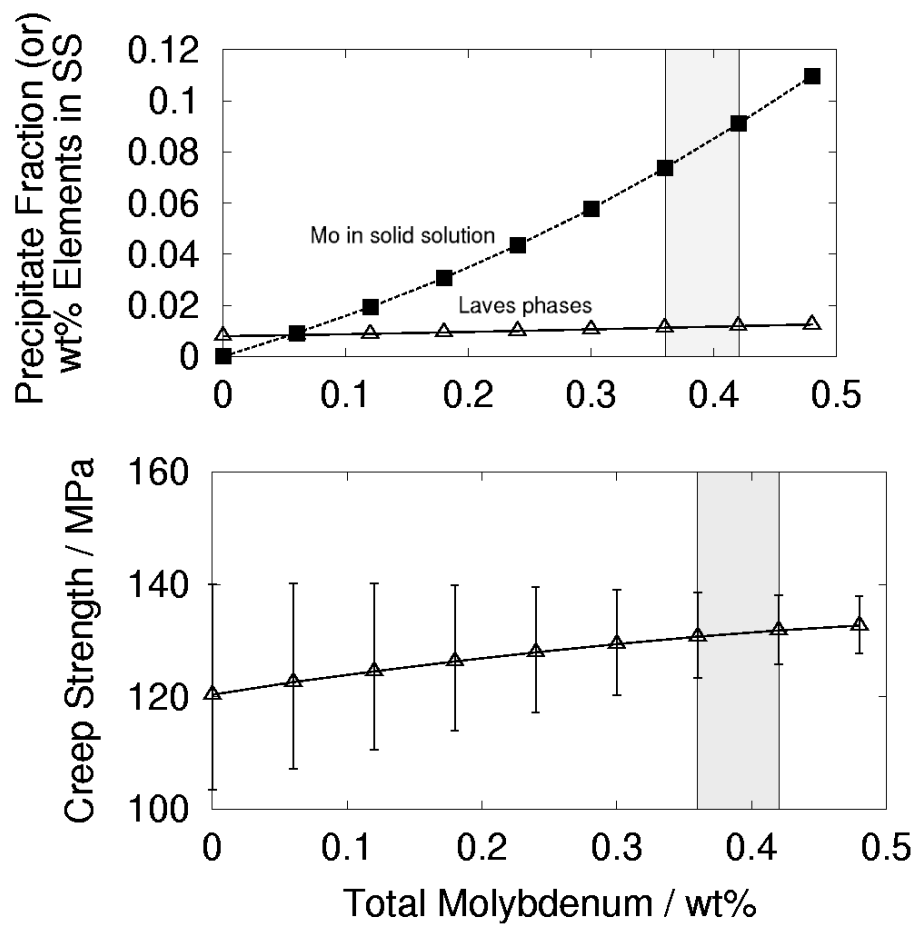 Precipitate Fraction (or)
wt% Elements in SS
0.12
0.1
0.08
0.06
0.04
0.02
0
Mo in solid solution
Laves phases
0 0.1 0.2 0.3 0.4 0.5
Creep Strength / MPa
160
140
120
100
0 0.1 0.2 0.3 0.4 0.5
Total Molybdenum / wt%